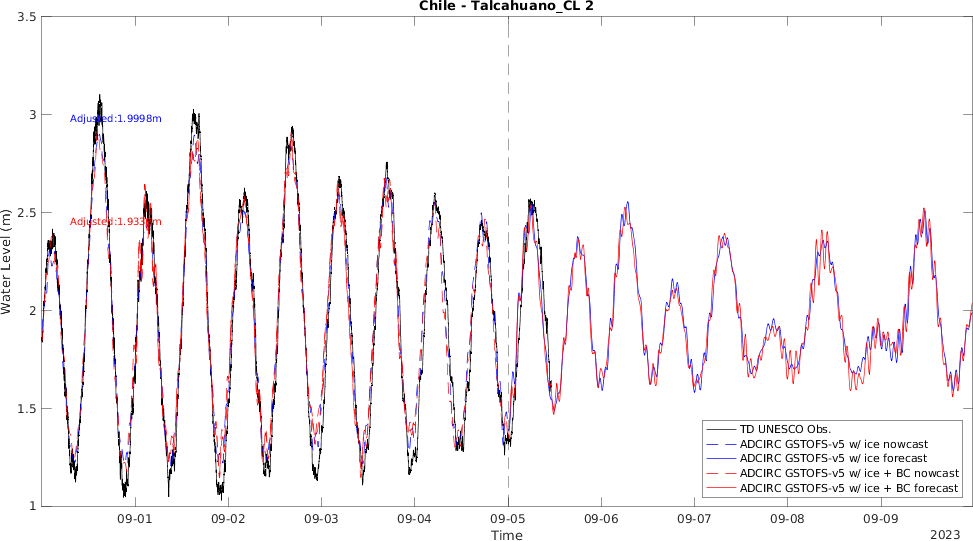 Chile - Talcahuano_CL 2
3.5
3
2.5
2
1.5
1
Water Level (m)
Adjusted:1.9998m
TD UNESCO Obs.
ADCIRC GSTOFS-v5 w/ ice nowcast
ADCIRC GSTOFS-v5 w/ ice forecast
ADCIRC GSTOFS-v5 w/ ice + BC nowcast
ADCIRC GSTOFS-v5 w/ ice + BC forecast
09-01 09-02 09-03 09-04 09-05 09-06 09-07 09-08 09-09
Time
2023